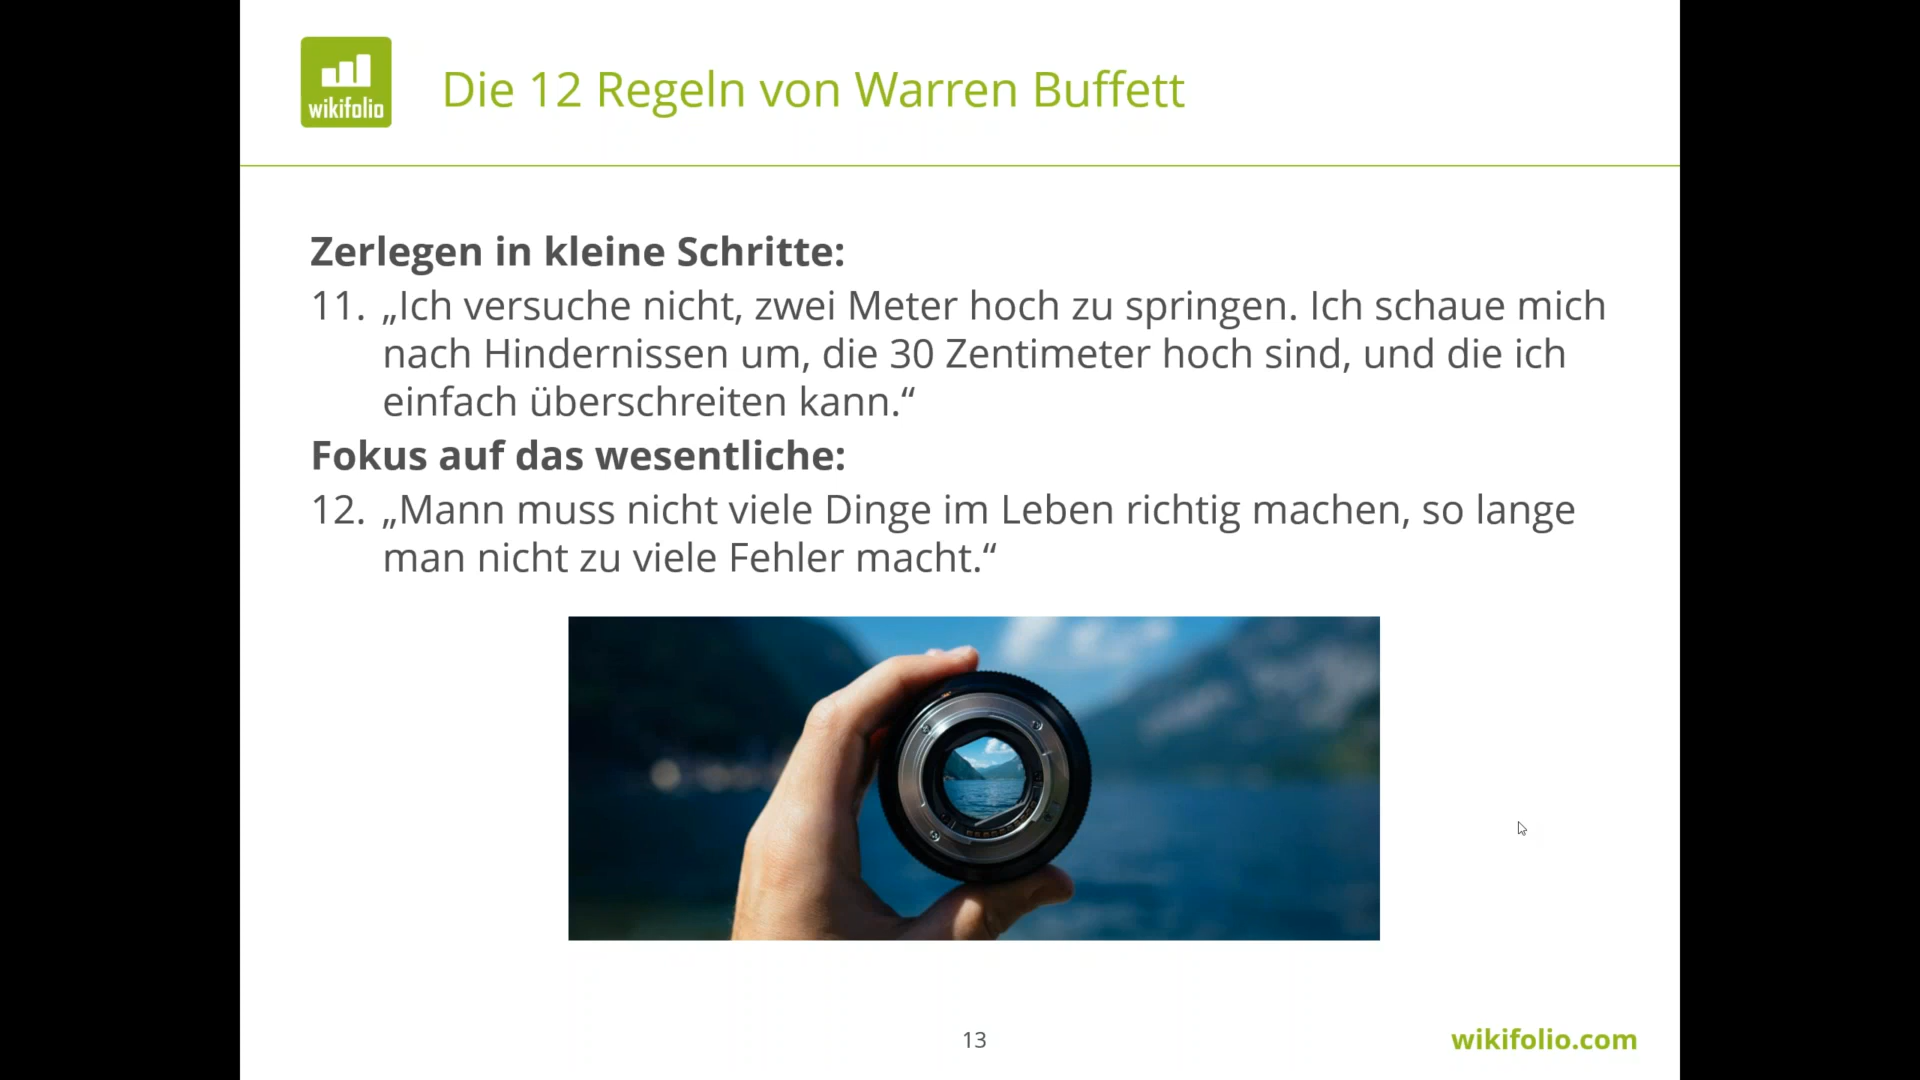 wikifolio
Die 12 Regeln von Warren Buffett
Zerlegen in kleine Schritte:
11. „Ich versuche nicht, zwei Meter hoch zu springen. Ich schaue mich
nach Hindernissen um, die 30 Zentimeter hoch sind, und die ich
einfach überschreiten kann.“
Fokus auf das wesentliche:
12. „Mann muss nicht viele Dinge im Leben richtig machen, so lange
man nicht zu viele Fehler macht.“
13
wikifolio.com